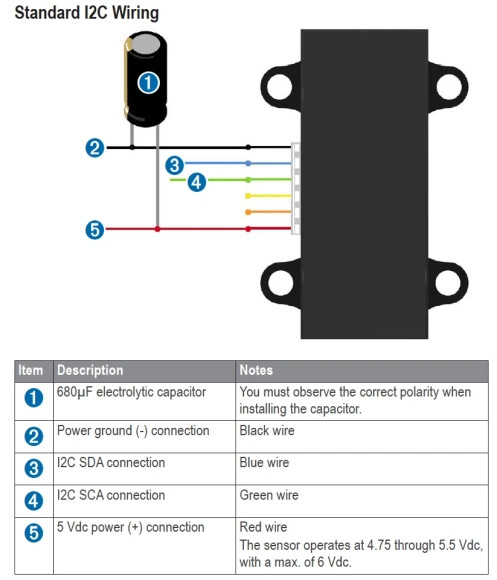 Standard I2C Wiring
1
2
3
4
5
Item Description Notes
1 680µF electrolytic capacitor You must observe the correct polarity when
installing the capacitor.
2 Power ground (-) connection Black wire
3 I2C SDA connection Blue wire
4 I2C SCA connection Green wire
5 5 Vdc power (+) connection Red wire
The sensor operates at 4.75 through 5.5 Vdc,
with a max. of 6 Vdc.